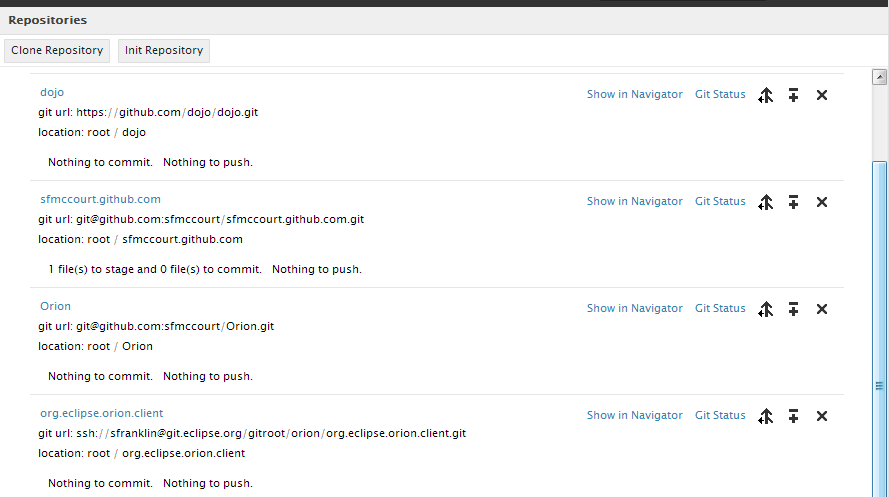 Repositories
Clone Repository Init Repository
dojo Show in Navigator Git Status
git url: https://github.com/dojo/dojo.git
location: root / dojo
Nothing to commit. Nothing to push.
sfmccourt.github.com Show in Navigator Git Status
git url: git@github.com:sfmccourt/sfmccourt.github.com.git
location: root / sfmccourt.github.com
1 file(s) to stage and 0 file(s) to commit. Nothing to push.
Orion Show in Navigator Git Status
git url: git@github.com:sfmccourt/Orion.git
location: root / Orion
Nothing to commit. Nothing to push.
org.eclipse.orion.client Show in Navigator Git Status
git url: ssh://sfranklin@git.eclipse.org/gitroot/orion/org.eclipse.orion.client.git
location: root / org.eclipse.orion.client
Nothing to commit. Nothing to push.